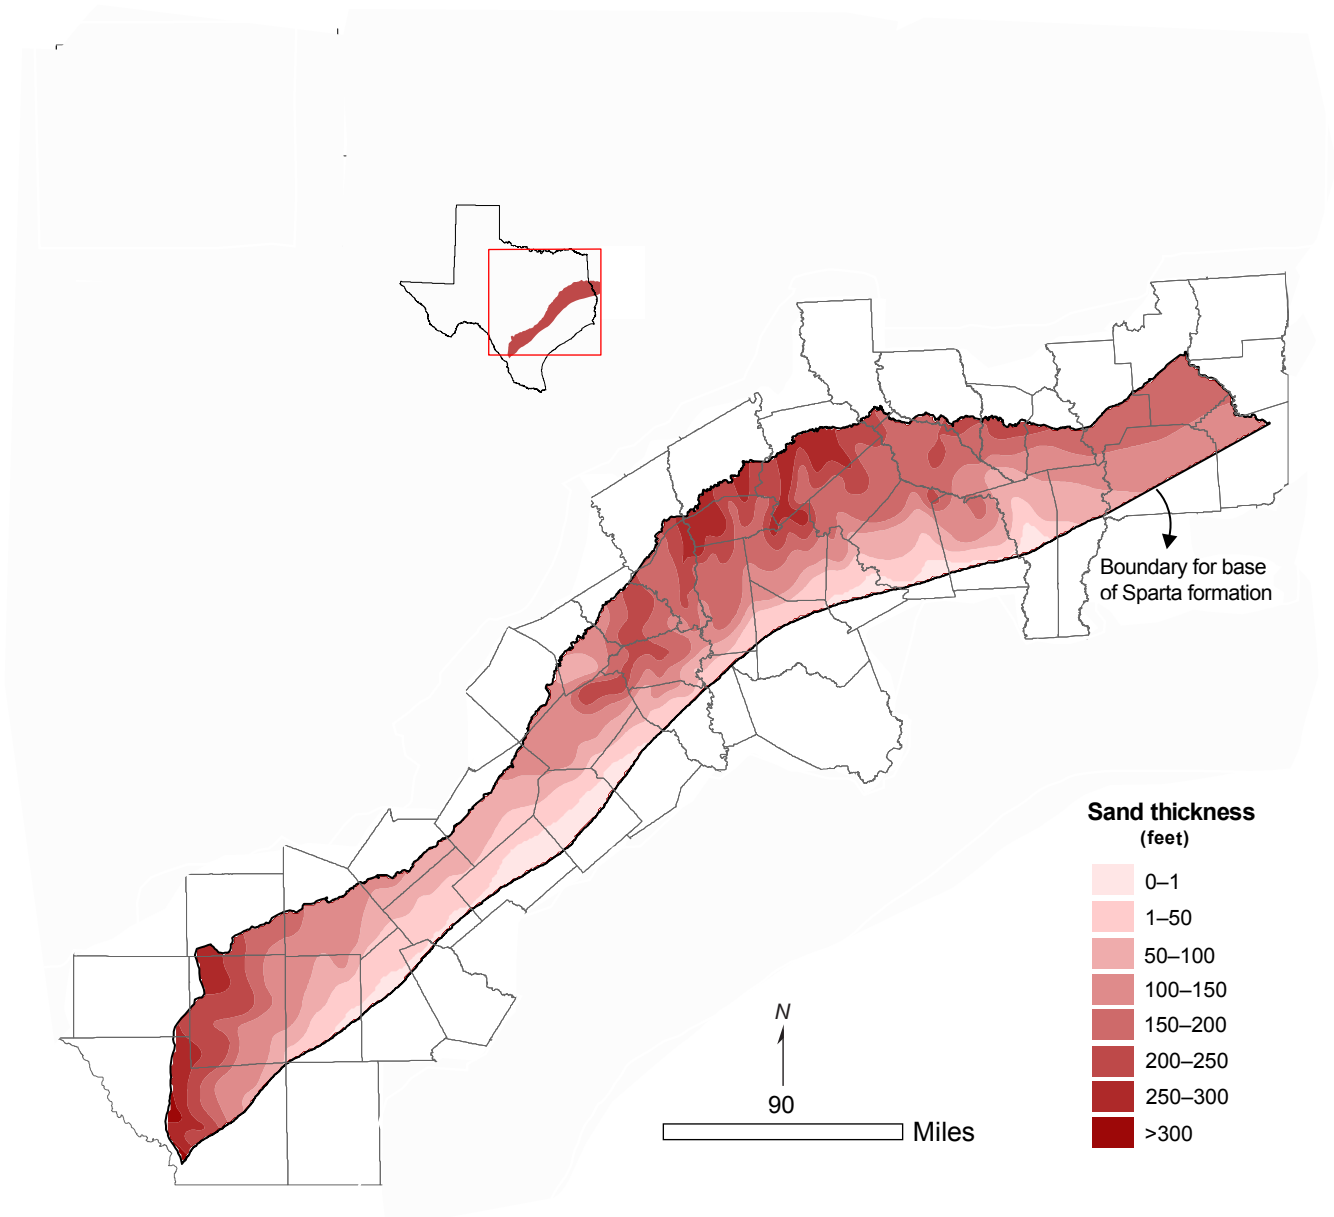 Boundary for base
of Sparta formation
Sand thickness
(feet)
0–1
1–50
50–100
100–150
150–200
200–250
250–300
>300
N
90
Miles